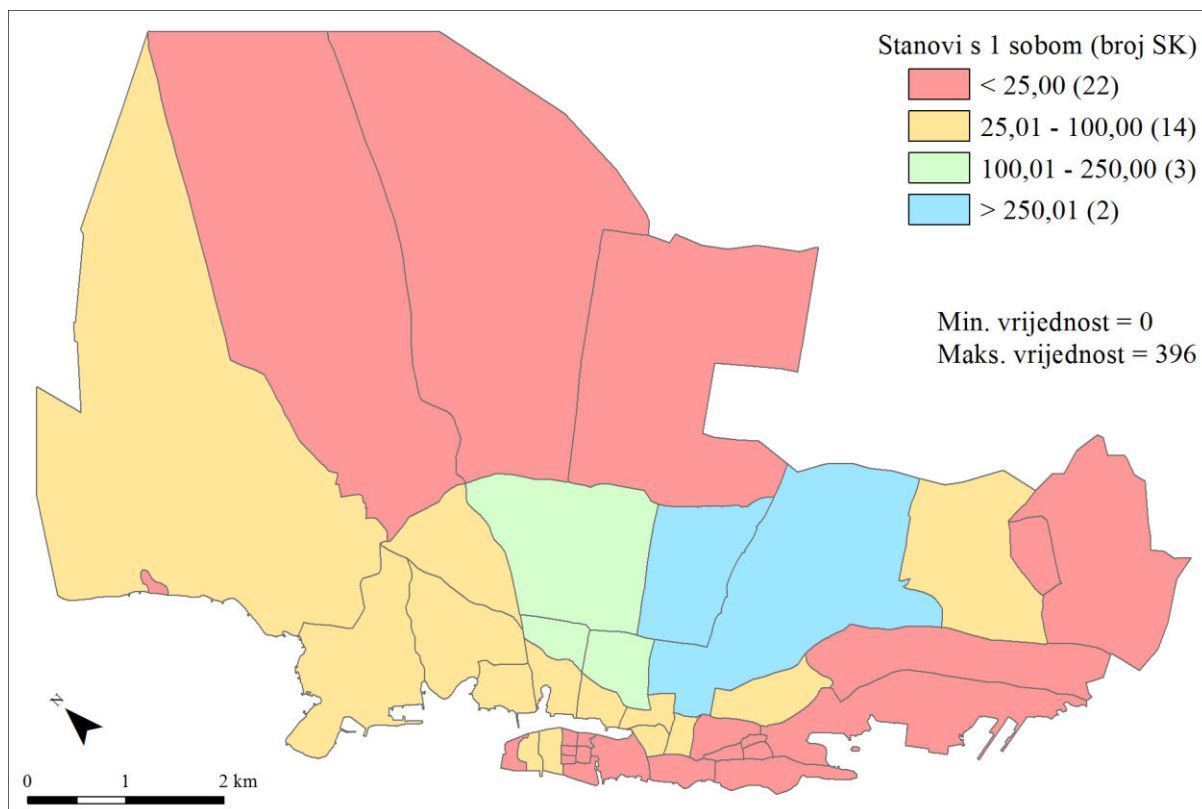 Stanovi s 1 sobom (broj SK)
< 25,00 (22)
25,01 - 100,00 (14)
100,01 - 250,00 (3)
> 250,01 (2)
Min. vrijednost = 0
Maks. vrijednost = 396
N
0 1 2 km